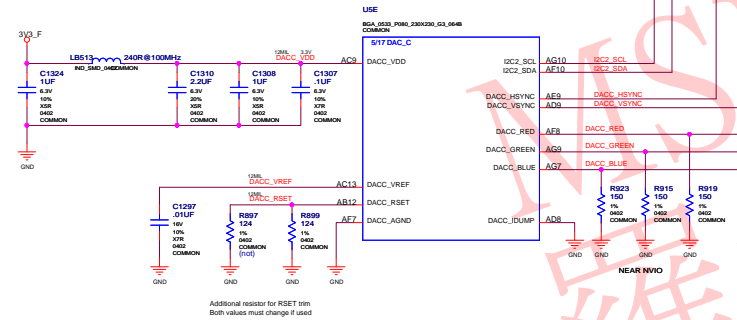 U5E
BGA_0533_P080_230X230_G3_064B
COMMON
5/17 DAC_C
3V3_F
LB513 240R@100MHz
IND_SMD_0402 COMMON
12MIL 3.3V
DACC_VDD
AC9 DACC_VDD
C1324
1UF
6.3V
10%
X5R
0402
COMMON
C1310
2.2UF
6.3V
20%
X5R
0402
COMMON
C1308
1UF
6.3V
10%
X5R
0402
COMMON
C1307
.1UF
6.3V
10%
X7R
0402
COMMON
GND
I2C2_SCL AG10 I2C2_SCL
I2C2_SDA AF10 I2C2_SDA
DACC_HSYNC AE9 DACC_HSYNC
DACC_VSYNC AD9 DACC_VSYNC
DACC_RED AF8 DACC_RED
DACC_GREEN AG9 DACC_GREEN
DACC_BLUE AG7 DACC_BLUE
12MIL
DACC_VREF AC13 DACC_VREF
12MIL
DACC_RSET AB12 DACC_RSET
AF7 DACC_AGND
DACC_IDUMP AD8
C1297
.01UF
16V
10%
X7R
0402
COMMON
R897
124
1%
0402
COMMON
(not)
R899
124
1%
0402
COMMON
R923
150
1%
0402
COMMON
R915
150
1%
0402
COMMON
R919
150
1%
0402
COMMON
GND GND GND GND
GND GND GND GND
NEAR NVIO
Additional resistor for RSET trim
Both values must change if used
MS